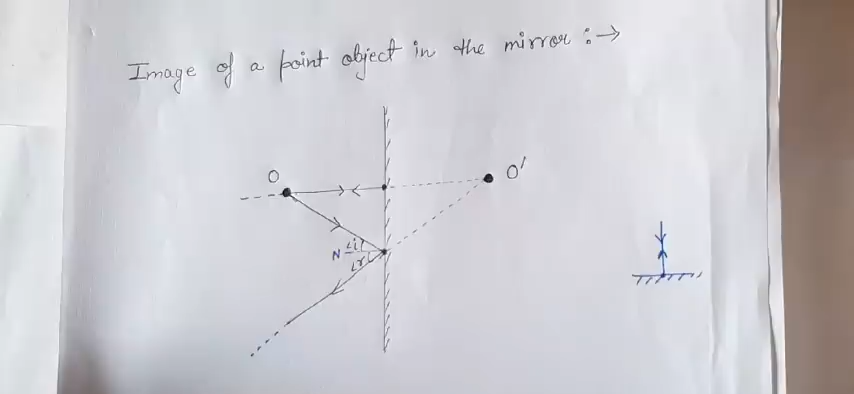 Image of a point object in the mirror :→
O
O'
N
∠i
∠r